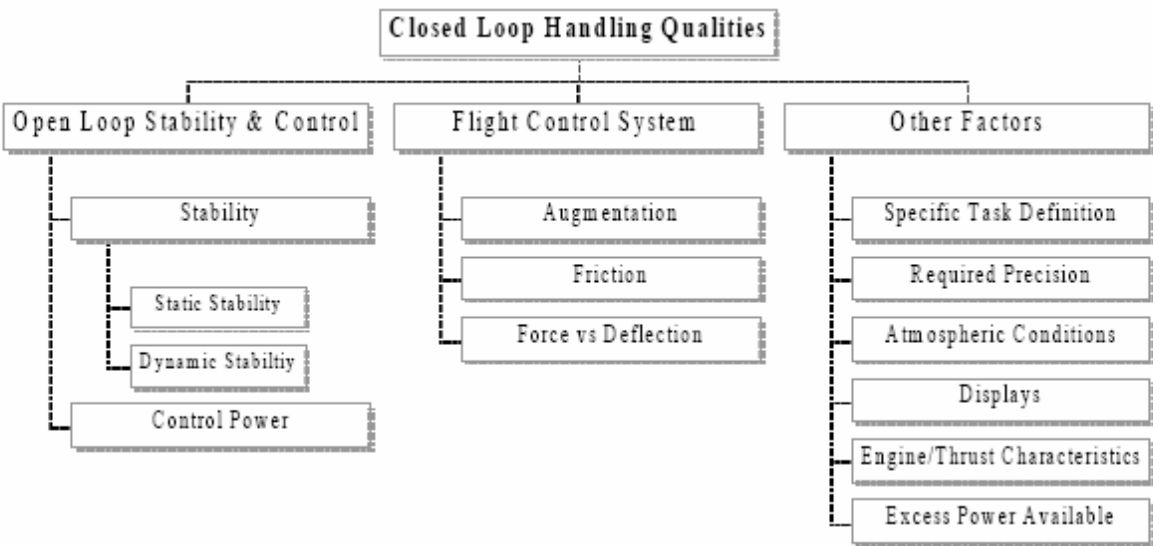 Closed Loop Handling Qualities
Open Loop Stability & Control
Flight Control System
Other Factors
Stability
Static Stability
Dynamic Stabiltiy
Control Power
Augmentation
Friction
Force vs Deflection
Specific Task Definition
Required Precision
Atmospheric Conditions
Displays
Engine/Thrust Characteristics
Excess Power Available